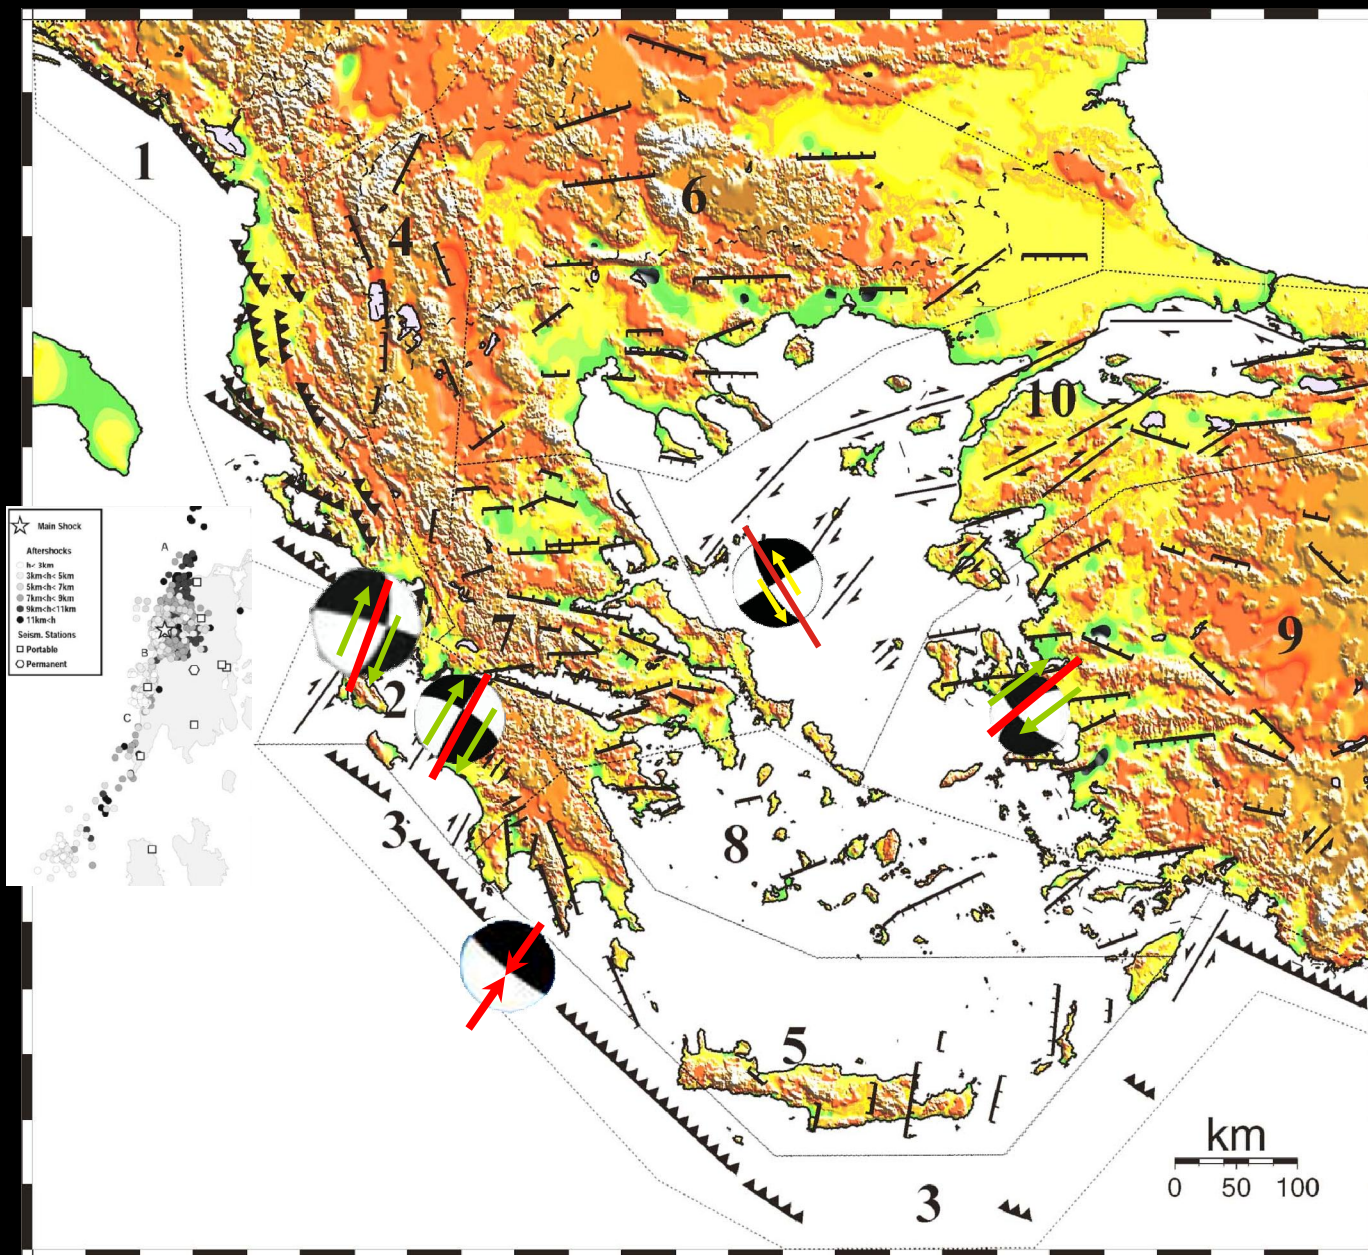 1
6
4
10
Main Shock
Aftershocks
h< 3km
3km<h< 5km
5km<h< 7km
7km<h< 9km
9km<h<11km
11km<h
Seism. Stations
Portable
Permanent
A
B
C
7
9
2
3
8
5
3
km
0 50 100